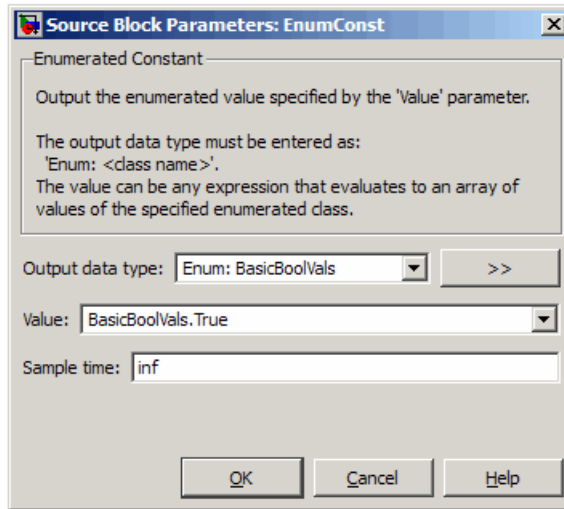 Source Block Parameters: EnumConst
Enumerated Constant
Output the enumerated value specified by the 'Value' parameter.
The output data type must be entered as:
'Enum: <class name>'.
The value can be any expression that evaluates to an array of
values of the specified enumerated class.
Output data type: Enum: BasicBoolVals >>
Value: BasicBoolVals.True
Sample time: inf
OK Cancel Help